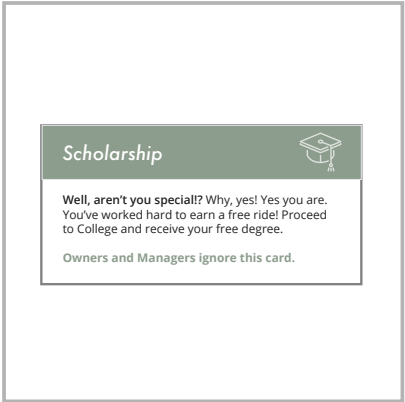 Scholarship
Well, aren’t you special!? Why, yes! Yes you are.
You’ve worked hard to earn a free ride! Proceed
to College and receive your free degree.
Owners and Managers ignore this card.